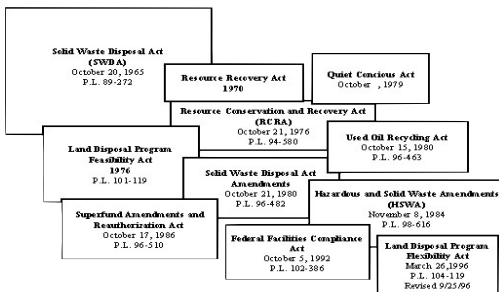 Solid Waste Disposal Act
(SWDA)
October 20, 1965
P.L. 89-272
Resource Recovery Act
1970
Quiet Concious Act
October , 1979
Resource Conservation and Recovery Act
(RCRA)
October 21, 1976
P.L. 94-580
Used Oil Recycling Act
October 15, 1980
P.L. 96-463
Land Disposal Program
Feasibility Act
1976
P.L. 101-119
Solid Waste Disposal Act
Amendments
October 21, 1980
P.L. 96-482
Hazardous and Solid Waste Amendments
(HSWA)
November 8, 1984
P.L. 98-616
Superfund Amendments and
Reauthorization Act
October 17, 1986
P.L. 96-510
Federal Facilities Compliance
Act
October 5, 1992
P.L. 102-386
Land Disposal Program
Flexibility Act
March 26,1996
P.L. 104-119
Revised 9/25/96